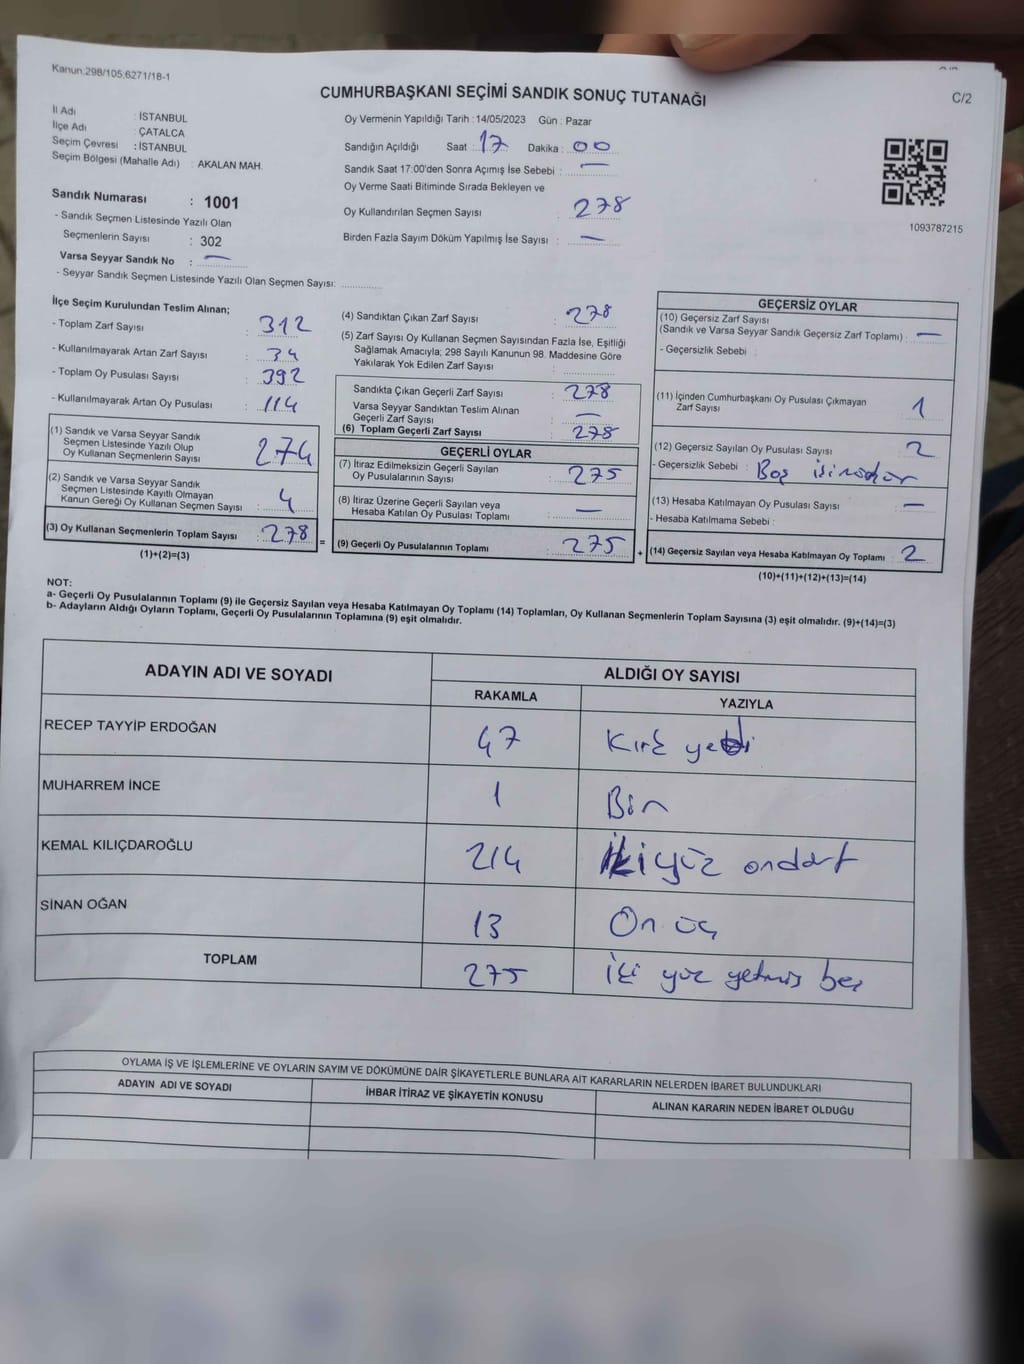 Kanun.298/105,6271/18-1
C/2
CUMHURBAŞKANI SEÇİMİ SANDIK SONUÇ TUTANAĞI
İl Adı : İSTANBUL
İlçe Adı : ÇATALCA
Seçim Çevresi : İSTANBUL
Seçim Bölgesi (Mahalle Adı) : AKALAN MAH.
Sandık Numarası : 1001
- Sandık Seçmen Listesinde Yazılı Olan
Seçmenlerin Sayısı : 302
Varsa Seyyar Sandık No : —
- Seyyar Sandık Seçmen Listesinde Yazılı Olan Seçmen Sayısı:
Oy Vermenin Yapıldığı Tarih : 14/05/2023 Gün : Pazar
Sandığın Açıldığı Saat : 17 Dakika : 00
Sandık Saat 17:00'den Sonra Açımış İse Sebebi : —
Oy Verme Saati Bitiminde Sırada Bekleyen ve
Oy Kullandırılan Seçmen Sayısı 278
Birden Fazla Sayım Döküm Yapılmış İse Sayısı : —
1093787215
İlçe Seçim Kurulundan Teslim Alınan;
- Toplam Zarf Sayısı : 312
- Kullanılmayarak Artan Zarf Sayısı : 34
- Toplam Oy Pusulası Sayısı : 392
- Kullanılmayarak Artan Oy Pusulası : 114
(1) Sandık ve Varsa Seyyar Sandık
Seçmen Listesinde Yazılı Olup
Oy Kullanan Seçmenlerin Sayısı : 274
(2) Sandık ve Varsa Seyyar Sandık
Seçmen Listesinde Kayıtlı Olmayan
Kanun Gereği Oy Kullanan Seçmen Sayısı : 4
(3) Oy Kullanan Seçmenlerin Toplam Sayısı : 278 =
(1)+(2)=(3)
(4) Sandıktan Çıkan Zarf Sayısı : 278
(5) Zarf Sayısı Oy Kullanan Seçmen Sayısından Fazla İse, Eşitliği
Sağlamak Amacıyla; 298 Sayılı Kanunun 98. Maddesine Göre
Yakılarak Yok Edilen Zarf Sayısı :
Sandıkta Çıkan Geçerli Zarf Sayısı : 278
Varsa Seyyar Sandıktan Teslim Alınan
Geçerli Zarf Sayısı : —
(6) Toplam Geçerli Zarf Sayısı : 278
GEÇERLİ OYLAR
(7) İtiraz Edilmeksizin Geçerli Sayılan
Oy Pusulalarının Sayısı : 275
(8) İtiraz Üzerine Geçerli Sayılan veya
Hesaba Katılan Oy Pusulası Toplamı : —
(9) Geçerli Oy Pusulalarının Toplamı : 275 +
GEÇERSİZ OYLAR
(10) Geçersiz Zarf Sayısı
(Sandık ve Varsa Seyyar Sandık Geçersiz Zarf Toplamı) : —
- Geçersizlik Sebebi :
(11) İçinden Cumhurbaşkanı Oy Pusulası Çıkmayan
Zarf Sayısı 1
(12) Geçersiz Sayılan Oy Pusulası Sayısı : 2
- Geçersizlik Sebebi : Boş
(13) Hesaba Katılmayan Oy Pusulası Sayısı : —
- Hesaba Katılmama Sebebi :
(14) Geçersiz Sayılan veya Hesaba Katılmayan Oy Toplamı : 2
(10)+(11)+(12)+(13)=(14)
NOT:
a- Geçerli Oy Pusulalarının Toplamı (9) ile Geçersiz Sayılan veya Hesaba Katılmayan Oy Toplamı (14) Toplamları, Oy Kullanan Seçmenlerin Toplam Sayısına (3) eşit olmalıdır. (9)+(14)=(3)
b- Adayların Aldığı Oyların Toplamı, Geçerli Oy Pusulalarının Toplamına (9) eşit olmalıdır.
ADAYIN ADI VE SOYADI ALDIĞI OY SAYISI
RAKAMLA YAZIYLA
RECEP TAYYİP ERDOĞAN 47 Kırk yedi
MUHARREM İNCE 1 Bir
KEMAL KILIÇDAROĞLU 214 İkiyüz ondört
SİNAN OĞAN 13 On üç
TOPLAM 275 İki yüz yetmiş beş
OYLAMA İŞ VE İŞLEMLERİNE VE OYLARIN SAYIM VE DÖKÜMÜNE DAİR ŞİKAYETLERLE BUNLARA AİT KARARLARIN NELERDEN İBARET BULUNDUKLARI
ADAYIN ADI VE SOYADI İHBAR İTİRAZ VE ŞİKAYETİN KONUSU ALINAN KARARIN NEDEN İBARET OLDUĞU